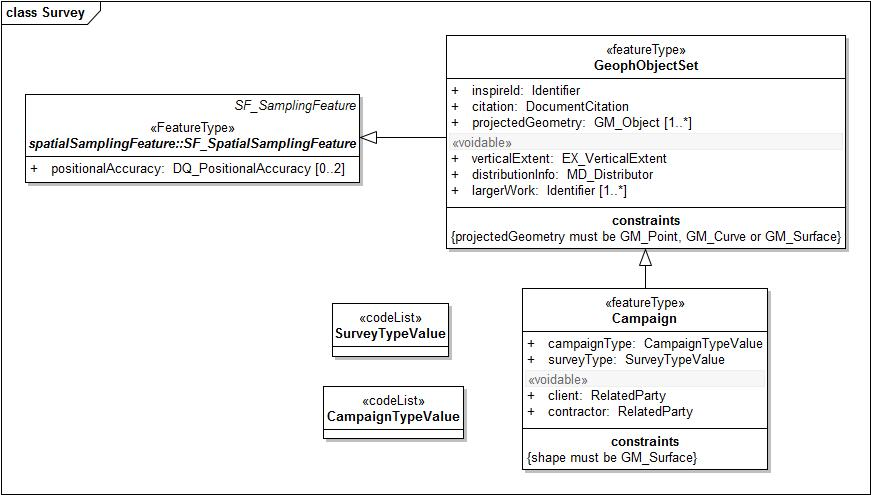 class Survey
SF_SamplingFeature
«FeatureType»
spatialSamplingFeature::SF_SpatialSamplingFeature
+ positionalAccuracy: DQ_PositionalAccuracy [0..2]
«featureType»
GeophObjectSet
+ inspireId: Identifier
+ citation: DocumentCitation
+ projectedGeometry: GM_Object [1..*]
«voidable»
+ verticalExtent: EX_VerticalExtent
+ distributionInfo: MD_Distributor
+ largerWork: Identifier [1..*]
constraints
{projectedGeometry must be GM_Point, GM_Curve or GM_Surface}
«codeList»
SurveyTypeValue
«codeList»
CampaignTypeValue
«featureType»
Campaign
+ campaignType: CampaignTypeValue
+ surveyType: SurveyTypeValue
«voidable»
+ client: RelatedParty
+ contractor: RelatedParty
constraints
{shape must be GM_Surface}